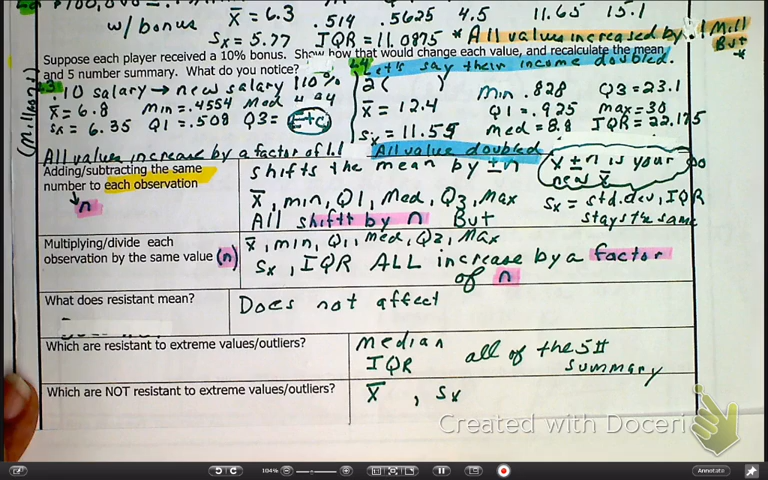 w/ bonus x̄ = 6.3 .514 .5625 4.5 11.65 15.1
Sx = 5.77 IQR = 11.0875 * All values increased by .1 Mill
But
Suppose each player received a 10% bonus. Show how that would change each value, and recalculate the mean
and 5 number summary. What do you notice?
Let's say their income doubled.
.10 salary → new salary 110%
x̄ = 6.8 Min = .4554 Med = 4.84
Sx = 6.35 Q1 = .508 Q3 = Etc
All values increase by a factor of 1.1
2( ) Min .828 Q3 = 23.1
x̄ = 12.4 Q1 = .925 max = 30
Sx = 11.55 med = 8.8 IQR = 22.175
All value doubled
(Millions)
Adding/subtracting the same
number to each observation
n
shifts the mean by ± n
x̄ ± n is your
new x̄
x̄, min, Q1, Med, Q3, Max
All shift by n But
Sx = std.dev, IQR
stays the same
Multiplying/divide each
observation by the same value (n)
x̄, min, Q1, med, Q2, Max
Sx, IQR ALL increase by a factor
of n
What does resistant mean?
Does not affect
Which are resistant to extreme values/outliers?
Median
IQR
all of the 5#
summary
Which are NOT resistant to extreme values/outliers?
x̄ , Sx
Created with Doceri
104%
Annotate